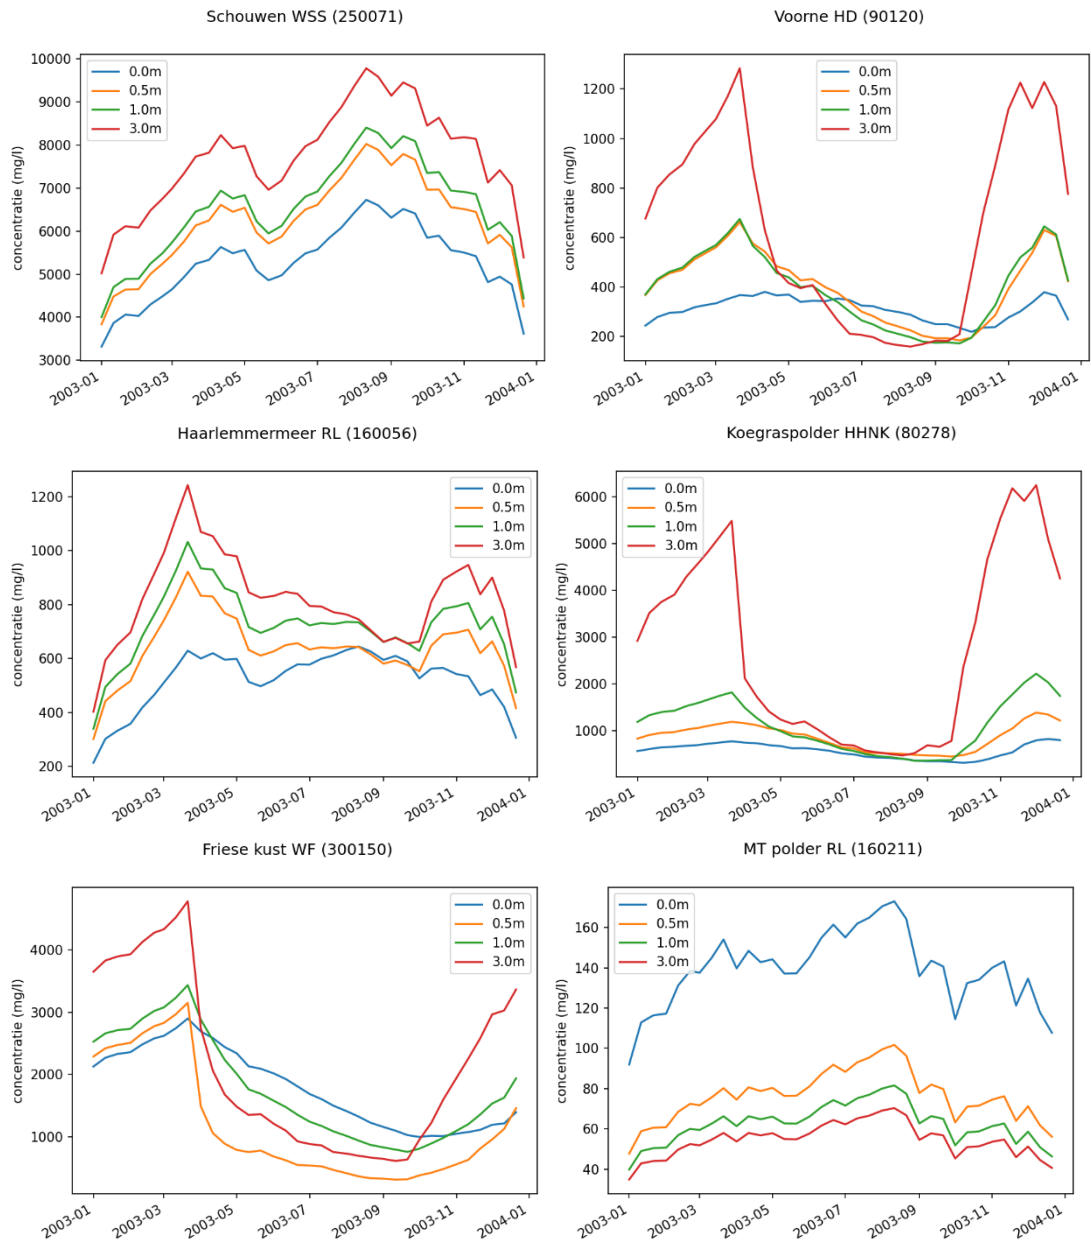 Schouwen WSS (250071)
concentratie (mg/l)
10000
9000
8000
7000
6000
5000
4000
3000
0.0m
0.5m
1.0m
3.0m
2003-01
2003-03
2003-05
2003-07
2003-09
2003-11
2004-01
Voorne HD (90120)
concentratie (mg/l)
1200
1000
800
600
400
200
0.0m
0.5m
1.0m
3.0m
2003-01
2003-03
2003-05
2003-07
2003-09
2003-11
2004-01
Haarlemmermeer RL (160056)
concentratie (mg/l)
1200
1000
800
600
400
200
0.0m
0.5m
1.0m
3.0m
2003-01
2003-03
2003-05
2003-07
2003-09
2003-11
2004-01
Koegraspolder HHNK (80278)
concentratie (mg/l)
6000
5000
4000
3000
2000
1000
0.0m
0.5m
1.0m
3.0m
2003-01
2003-03
2003-05
2003-07
2003-09
2003-11
2004-01
Friese kust WF (300150)
concentratie (mg/l)
4000
3000
2000
1000
0.0m
0.5m
1.0m
3.0m
2003-01
2003-03
2003-05
2003-07
2003-09
2003-11
2004-01
MT polder RL (160211)
concentratie (mg/l)
160
140
120
100
80
60
40
0.0m
0.5m
1.0m
3.0m
2003-01
2003-03
2003-05
2003-07
2003-09
2003-11
2004-01